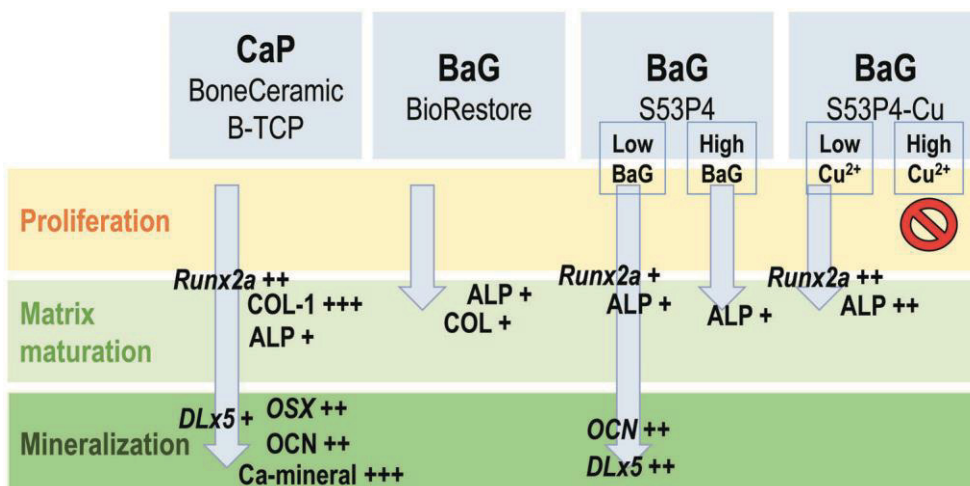 CaP
BoneCeramic
B-TCP
BaG
BioRestore
BaG
S53P4
Low
BaG
High
BaG
BaG
S53P4-Cu
Low
Cu²⁺
High
Cu²⁺
Proliferation
Runx2a ++
Runx2a +
Runx2a ++
Matrix
maturation
COL-1 +++
ALP +
ALP +
COL +
ALP +
ALP +
ALP ++
Mineralization
DLx5 +
OSX ++
OCN ++
Ca-mineral +++
OCN ++
DLx5 ++